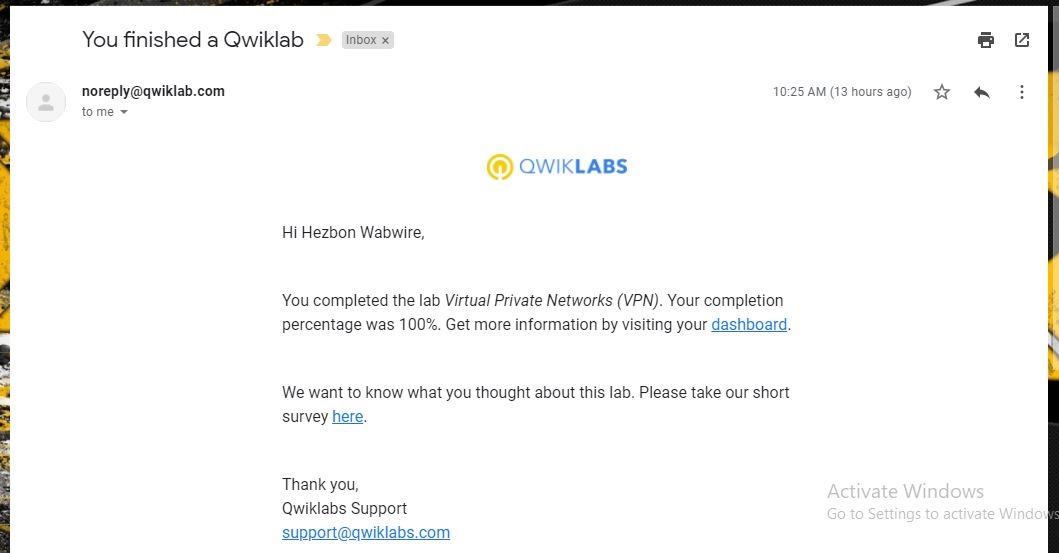 You finished a Qwiklab
Inbox ×
noreply@qwiklab.com
10:25 AM (13 hours ago)
to me
QWIKLABS
Hi Hezbon Wabwire,
You completed the lab Virtual Private Networks (VPN). Your completion
percentage was 100%. Get more information by visiting your dashboard.
We want to know what you thought about this lab. Please take our short
survey here.
Thank you,
Qwiklabs Support
support@qwiklabs.com
Activate Windows
Go to Settings to activate Windows